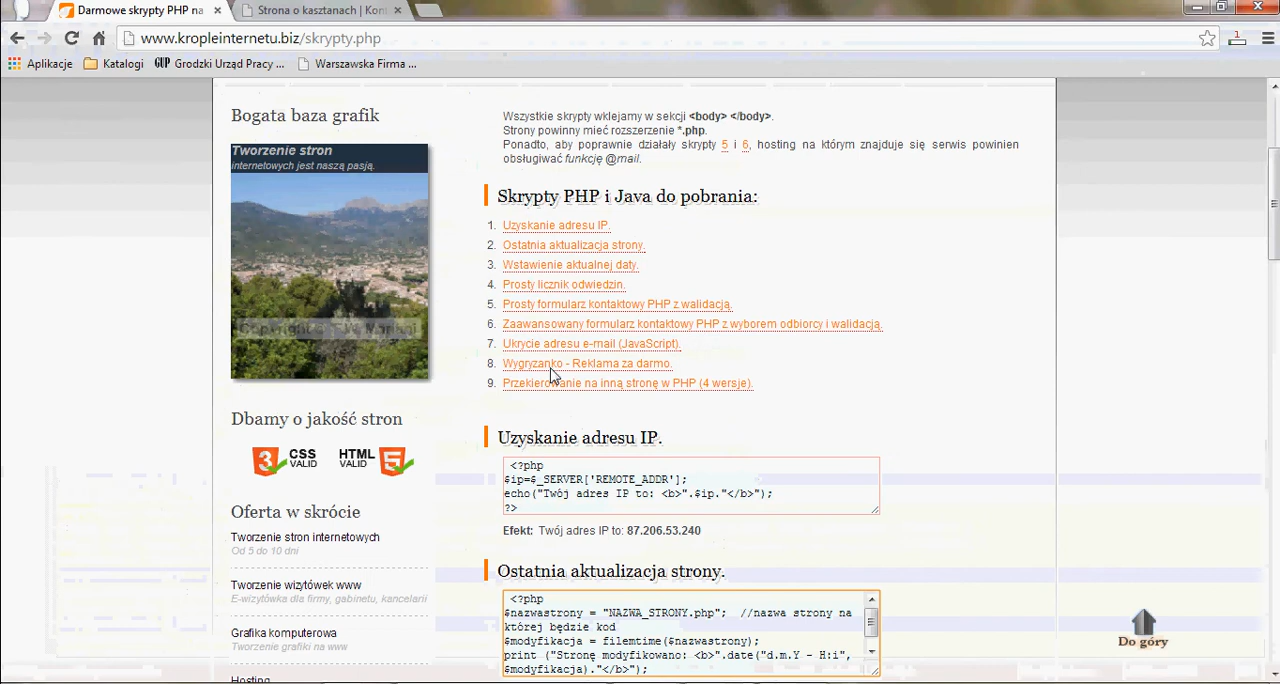 Darmowe skrypty PHP na
Strona o kasztanach | Kon
www.kropleinternetu.biz/skrypty.php
1
Aplikacje
Katalogi
GUP Grodzki Urząd Pracy ...
Warszawska Firma ...
Bogata baza grafik
Tworzenie stron
internetowych jest naszą pasją.
Dbamy o jakość stron
3 CSS VALID
HTML VALID 5
Oferta w skrócie
Tworzenie stron internetowych
Od 5 do 10 dni
Tworzenie wizytówek www
E-wizytówka dla firmy, gabinetu, kancelarii
Grafika komputerowa
Tworzenie grafiki na www
Hosting
Wszystkie skrypty wklejamy w sekcji <body> </body>.
Strony powinny mieć rozszerzenie *.php.
Ponadto, aby poprawnie działały skrypty 5 i 6, hosting na którym znajduje się serwis powinien
obsługiwać funkcję @mail.
Skrypty PHP i Java do pobrania:
1. Uzyskanie adresu IP.
2. Ostatnia aktualizacja strony.
3. Wstawienie aktualnej daty.
4. Prosty licznik odwiedzin.
5. Prosty formularz kontaktowy PHP z walidacją.
6. Zaawansowany formularz kontaktowy PHP z wyborem odbiorcy i walidacją.
7. Ukrycie adresu e-mail (JavaScript).
8. Wygryzanko - Reklama za darmo.
9. Przekierowanie na inną stronę w PHP (4 wersje).
Uzyskanie adresu IP.
<?php
$ip=$_SERVER['REMOTE_ADDR'];
echo("Twój adres IP to: <b>".$ip."</b>");
?>
Efekt: Twój adres IP to: 87.206.53.240
Ostatnia aktualizacja strony.
<?php
$nazwastrony = "NAZWA_STRONY.php"; //nazwa strony na
której będzie kod
$modyfikacja = filemtime($nazwastrony);
print ("Stronę modyfikowano: <b>".date("d.m.Y - H:i",
$modyfikacja)."</b>");
Do góry